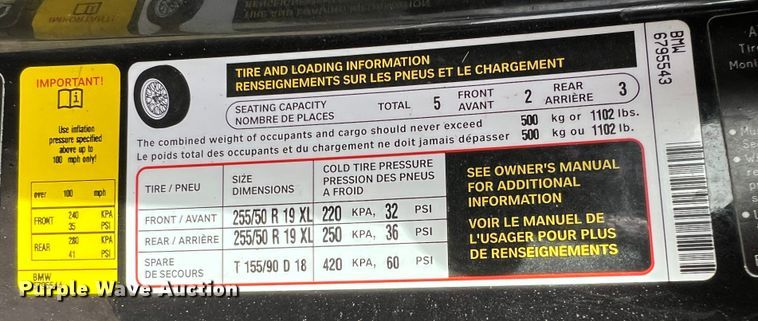 IMPORTANT!
Use inflation
pressure specified
above up to
100 mph only!
over 100 mph
FRONT 240 KPA
35 PSI
REAR 280 KPA
41 PSI
BMW
TIRE AND LOADING INFORMATION
RENSEIGNEMENTS SUR LES PNEUS ET LE CHARGEMENT
SEATING CAPACITY
NOMBRE DE PLACES
TOTAL 5
FRONT
AVANT 2
REAR
ARRIÈRE 3
The combined weight of occupants and cargo should never exceed 500 kg or 1102 lbs.
Le poids total des occupants et du chargement ne doit jamais dépasser 500 kg ou 1102 lb.
TIRE / PNEU
SIZE
DIMENSIONS
COLD TIRE PRESSURE
PRESSION DES PNEUS
A FROID
FRONT / AVANT 255/50 R 19 XL 220 KPA, 32 PSI
REAR / ARRIÈRE 255/50 R 19 XL 250 KPA, 36 PSI
SPARE
DE SECOURS T 155/90 D 18 420 KPA, 60 PSI
SEE OWNER'S MANUAL
FOR ADDITIONAL
INFORMATION
VOIR LE MANUEL DE
L'USAGER POUR PLUS
DE RENSEIGNEMENTS
BMW
6795543
Purple Wave Auction